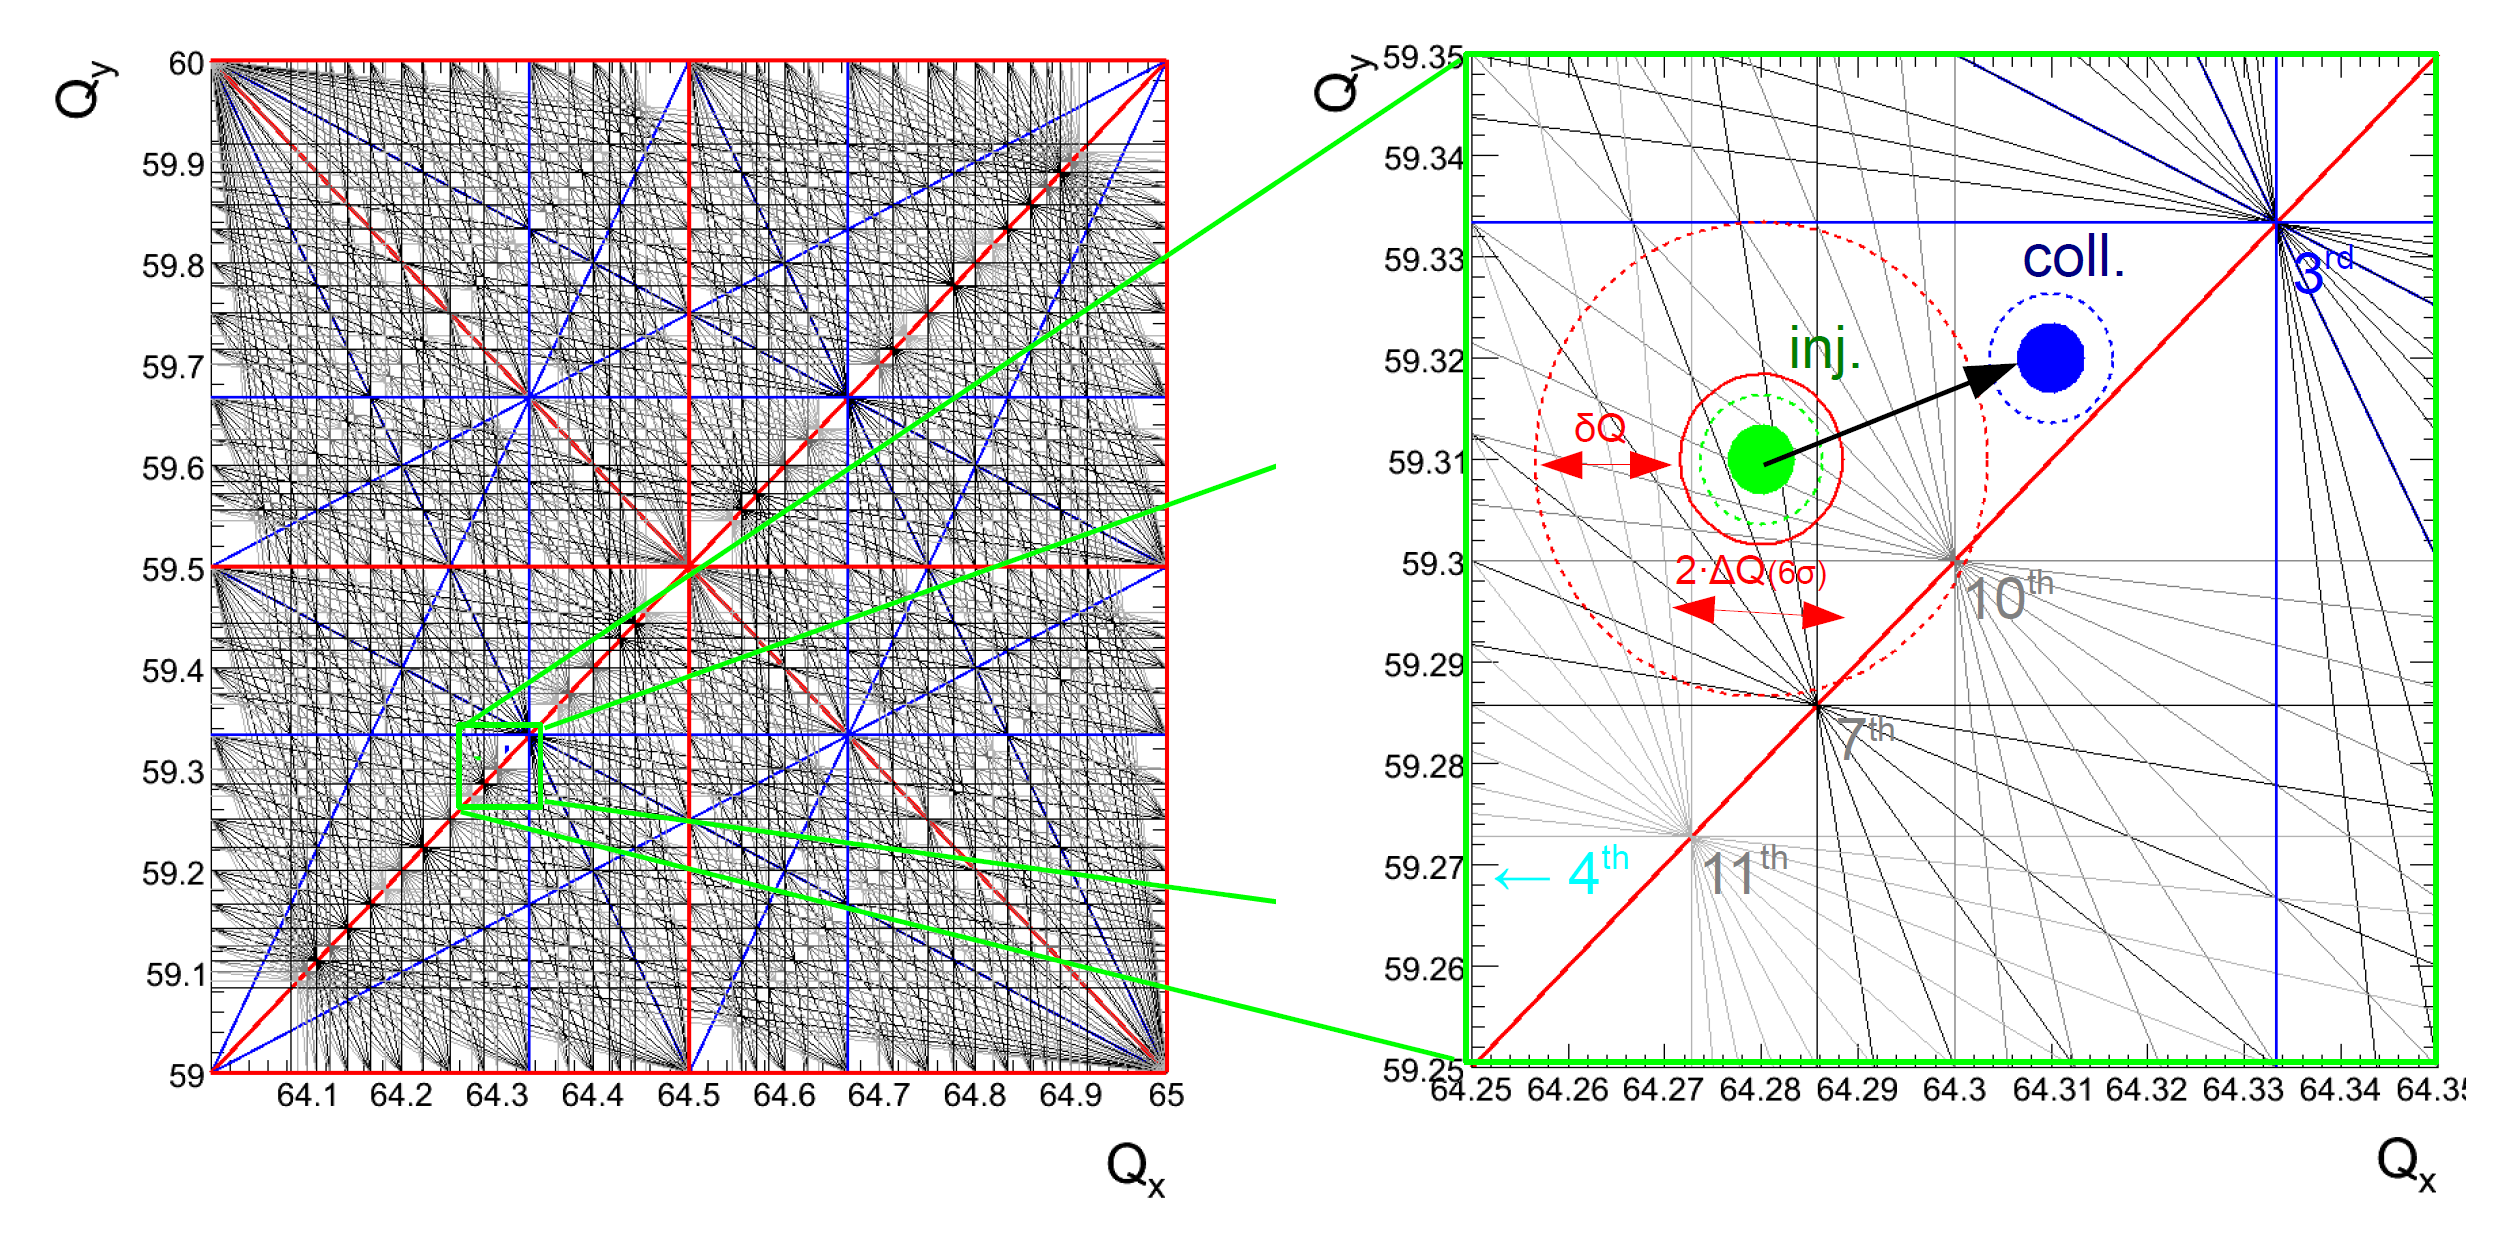 Qy
60
59.9
59.8
59.7
59.6
59.5
59.4
59.3
59.2
59.1
59
64.1 64.2 64.3 64.4 64.5 64.6 64.7 64.8 64.9 65
Qx
Qy
59.35
59.34
59.33
59.32
59.31
59.3
59.29
59.28
59.27
59.26
59.25
coll.
3rd
inj.
δQ
2·ΔQ(6σ)
10th
7th
11th
← 4th
64.25 64.26 64.27 64.28 64.29 64.3 64.31 64.32 64.33 64.34 64.35
Qx